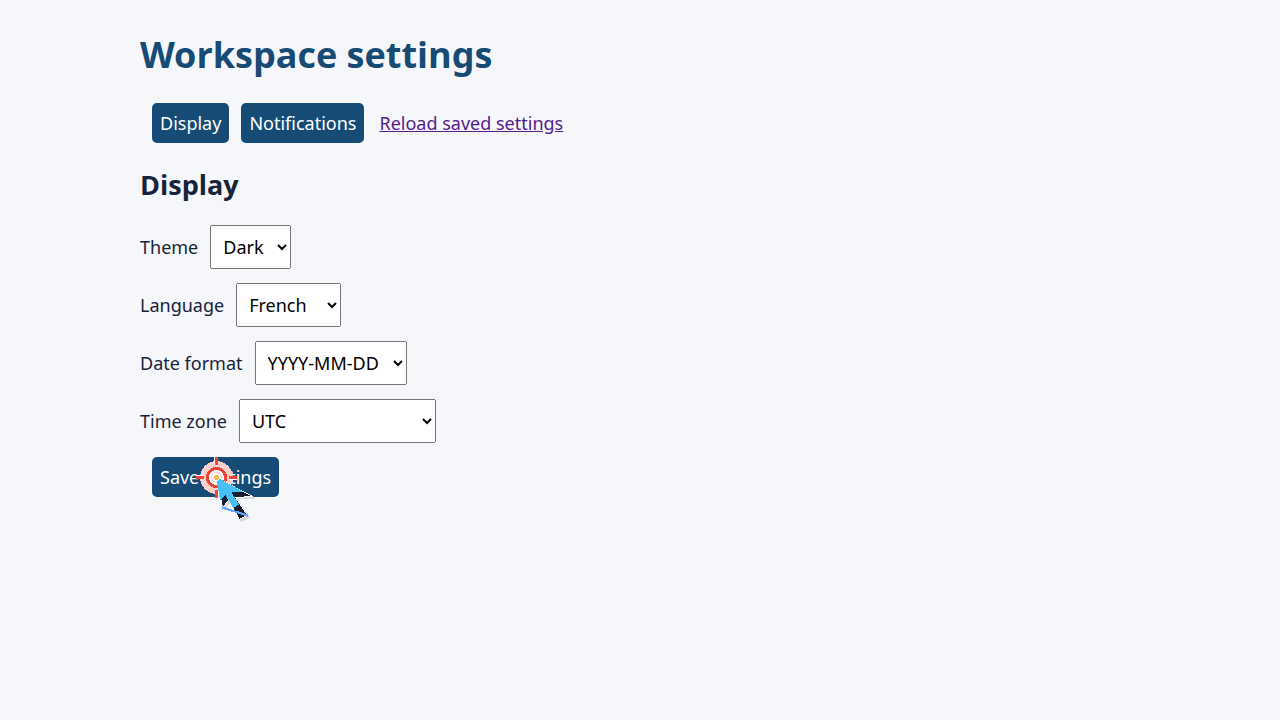 Workspace settings
Display Notifications Reload saved settings
Display
Theme Dark
Language French
Date format YYYY-MM-DD
Time zone UTC